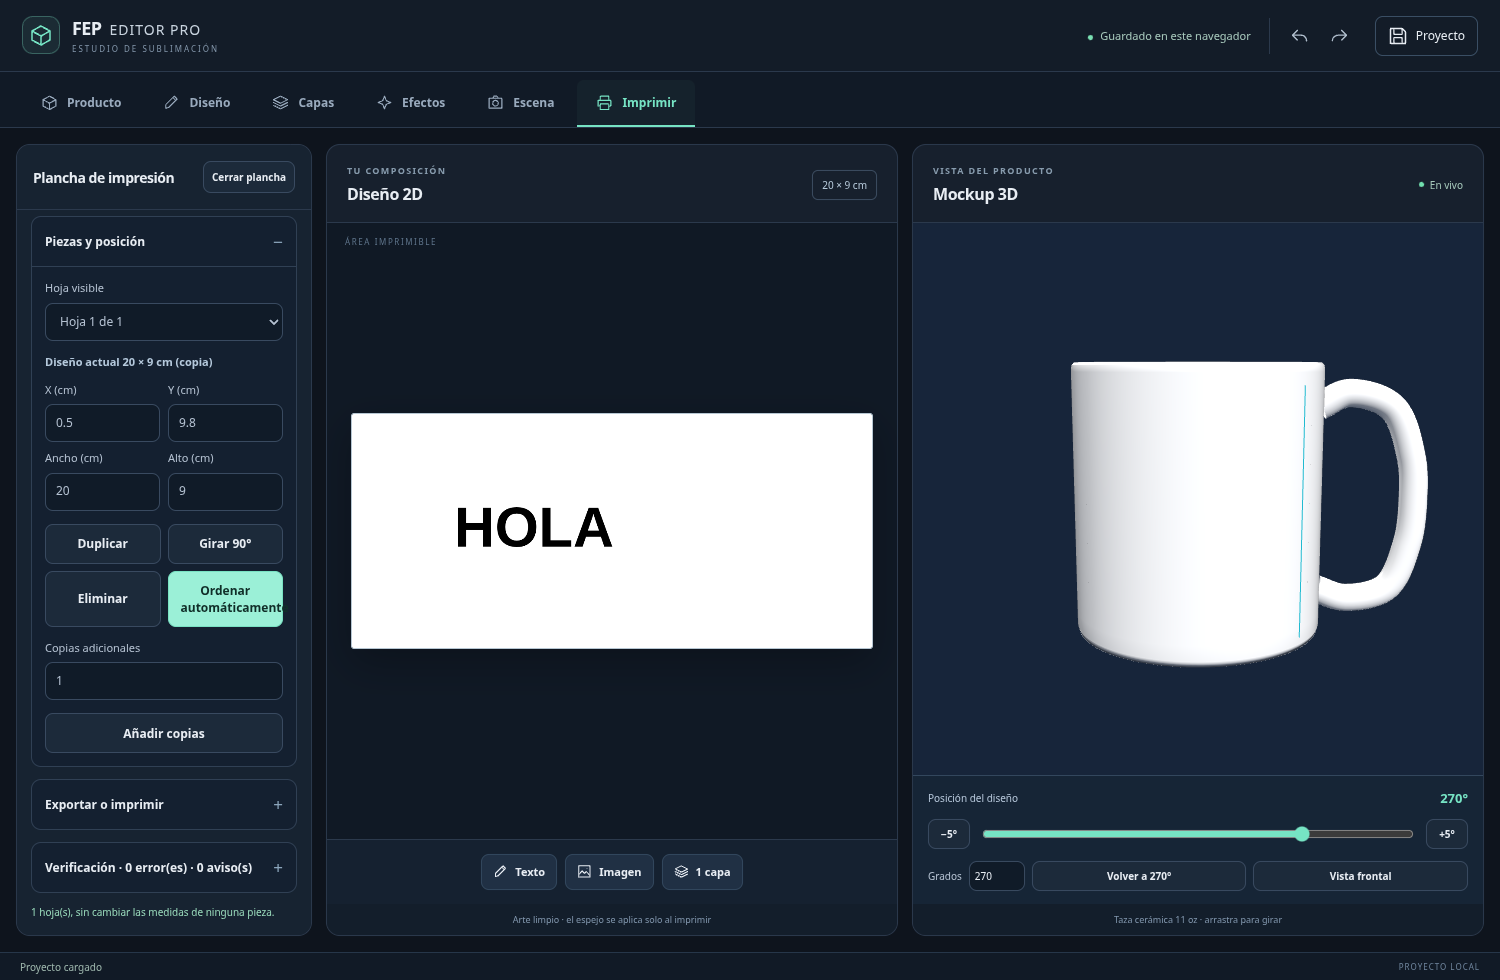 FEP EDITOR PRO
ESTUDIO DE SUBLIMACIÓN
Guardado en este navegador
Proyecto
Producto
Diseño
Capas
Efectos
Escena
Imprimir
Plancha de impresión
Cerrar plancha
Piezas y posición
−
Hoja visible
Hoja 1 de 1
Diseño actual 20 × 9 cm (copia)
X (cm)
Y (cm)
0.5
9.8
Ancho (cm)
Alto (cm)
20
9
Duplicar
Girar 90°
Eliminar
Ordenar
automáticament
Copias adicionales
1
Añadir copias
Exportar o imprimir
+
Verificación · 0 error(es) · 0 aviso(s)
+
1 hoja(s), sin cambiar las medidas de ninguna pieza.
TU COMPOSICIÓN
Diseño 2D
20 × 9 cm
ÁREA IMPRIMIBLE
HOLA
Texto
Imagen
1 capa
Arte limpio · el espejo se aplica solo al imprimir
VISTA DEL PRODUCTO
Mockup 3D
En vivo
Posición del diseño
270°
−5°
+5°
Grados
270
Volver a 270°
Vista frontal
Taza cerámica 11 oz · arrastra para girar
Proyecto cargado
PROYECTO LOCAL